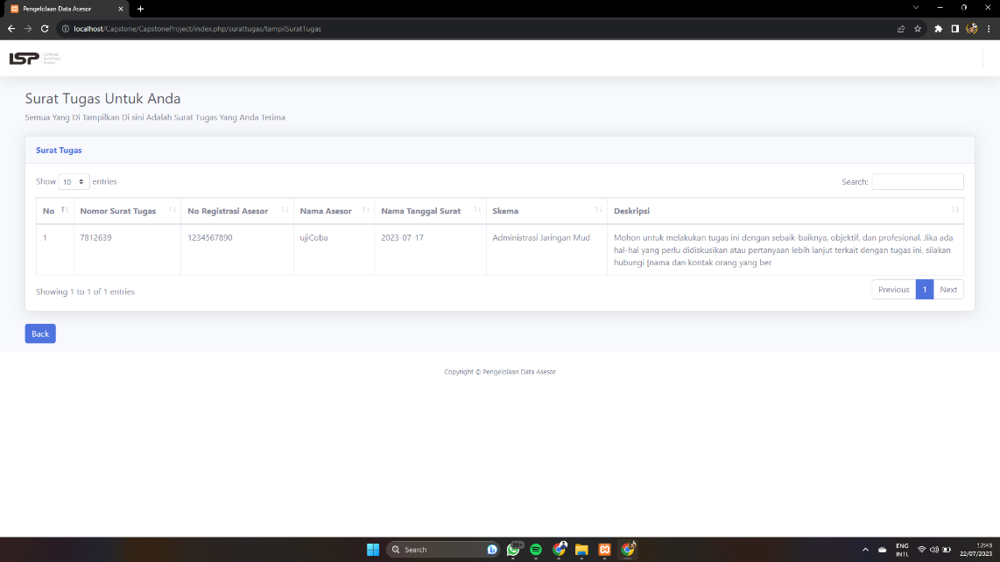 Pengelolaan Data Asesor
localhost/Capstone/CapstoneProject/index.php/surattugas/tampilSuratTugas
LSP Lembaga
Sertifikasi
Profesi
Surat Tugas Untuk Anda
Semua Yang Di Tampilkan Di sini Adalah Surat Tugas Yang Anda Terima
Surat Tugas
Show 10 entries
Search:
No Nomor Surat Tugas No Registrasi Asesor Nama Asesor Nama Tanggal Surat Skema Deskripsi
1 7812639 1234567890 ujiCoba 2023-07-17 Administrasi Jaringan Mud Mohon untuk melakukan tugas ini dengan sebaik-baiknya, objektif, dan profesional. Jika ada
hal-hal yang perlu didiskusikan atau pertanyaan lebih lanjut terkait dengan tugas ini, silakan
hubungi [nama dan kontak orang yang ber
Showing 1 to 1 of 1 entries
Previous 1 Next
Back
Copyright © Pengelolaan Data Asesor
Search
99+
ENG
INTL
12:43
22/07/2023